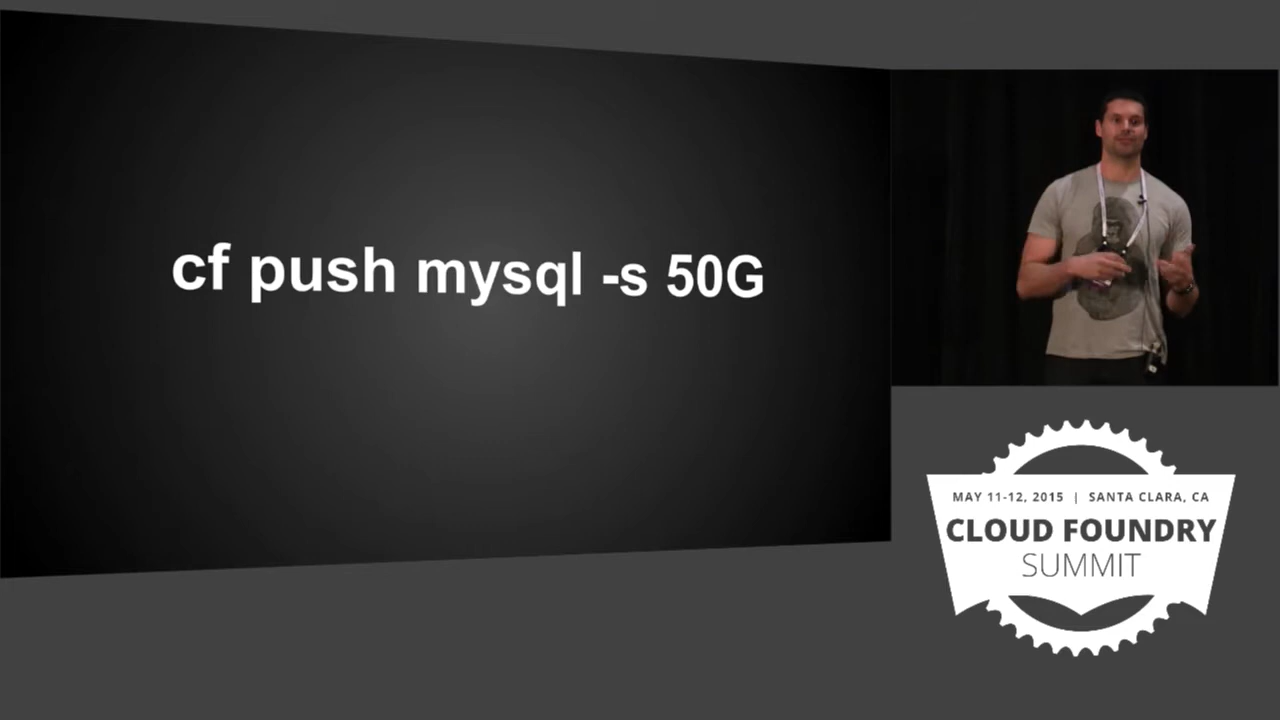 cf push mysql -s 50G
MAY 11-12, 2015 | SANTA CLARA, CA
CLOUD FOUNDRY
SUMMIT